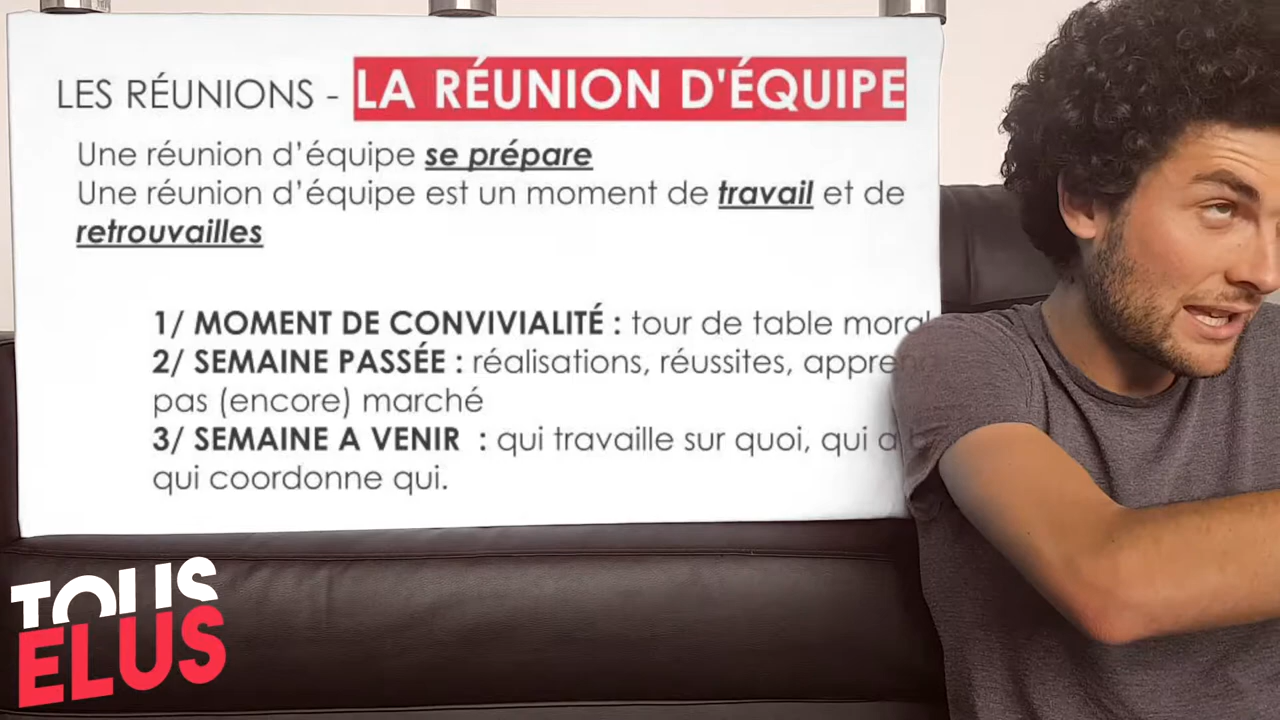 LES RÉUNIONS - LA RÉUNION D'ÉQUIPE
Une réunion d’équipe se prépare
Une réunion d’équipe est un moment de travail et de
retrouvailles
1/ MOMENT DE CONVIVIALITÉ : tour de table moral
2/ SEMAINE PASSÉE : réalisations, réussites,
pas (encore) marché
3/ SEMAINE A VENIR : qui travaille sur quoi, qui a
qui coordonne qui.
TOUS
ELUS